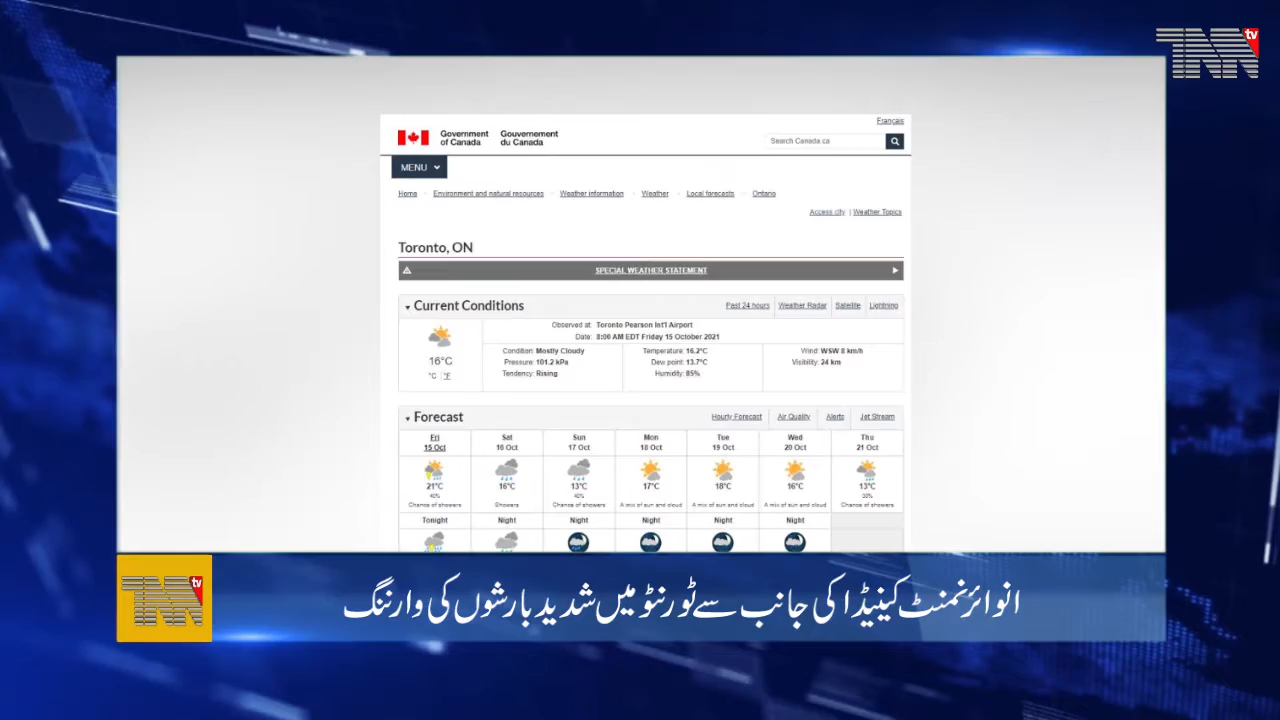 TNN tv
Français
Government of Canada
Gouvernement du Canada
Search Canada.ca
MENU
Home Environment and natural resources Weather information Weather Local forecasts Ontario
Access city | Weather Topics
Toronto, ON
SPECIAL WEATHER STATEMENT
Current Conditions Past 24 hours Weather Radar Satellite Lightning
Observed at: Toronto Pearson Int'l Airport
Date: 8:00 AM EDT Friday 15 October 2021
16°C
°C °F
Condition: Mostly Cloudy
Pressure: 101.2 kPa
Tendency: Rising
Temperature: 16.2°C
Dew point: 13.7°C
Humidity: 85%
Wind: WSW 8 km/h
Visibility: 24 km
Forecast Hourly Forecast Air Quality Alerts Jet Stream
Fri Sat Sun Mon Tue Wed Thu
15 Oct 16 Oct 17 Oct 18 Oct 19 Oct 20 Oct 21 Oct
21°C 16°C 13°C 17°C 18°C 16°C 13°C
40% 40% 30%
Chance of showers Showers Chance of showers A mix of sun and cloud A mix of sun and cloud A mix of sun and cloud Chance of showers
Tonight Night Night Night Night Night
TNN tv
انوائرنمنٹ کینیڈا کی جانب سے ٹورنٹو میں شدید بارشوں کی وارننگ